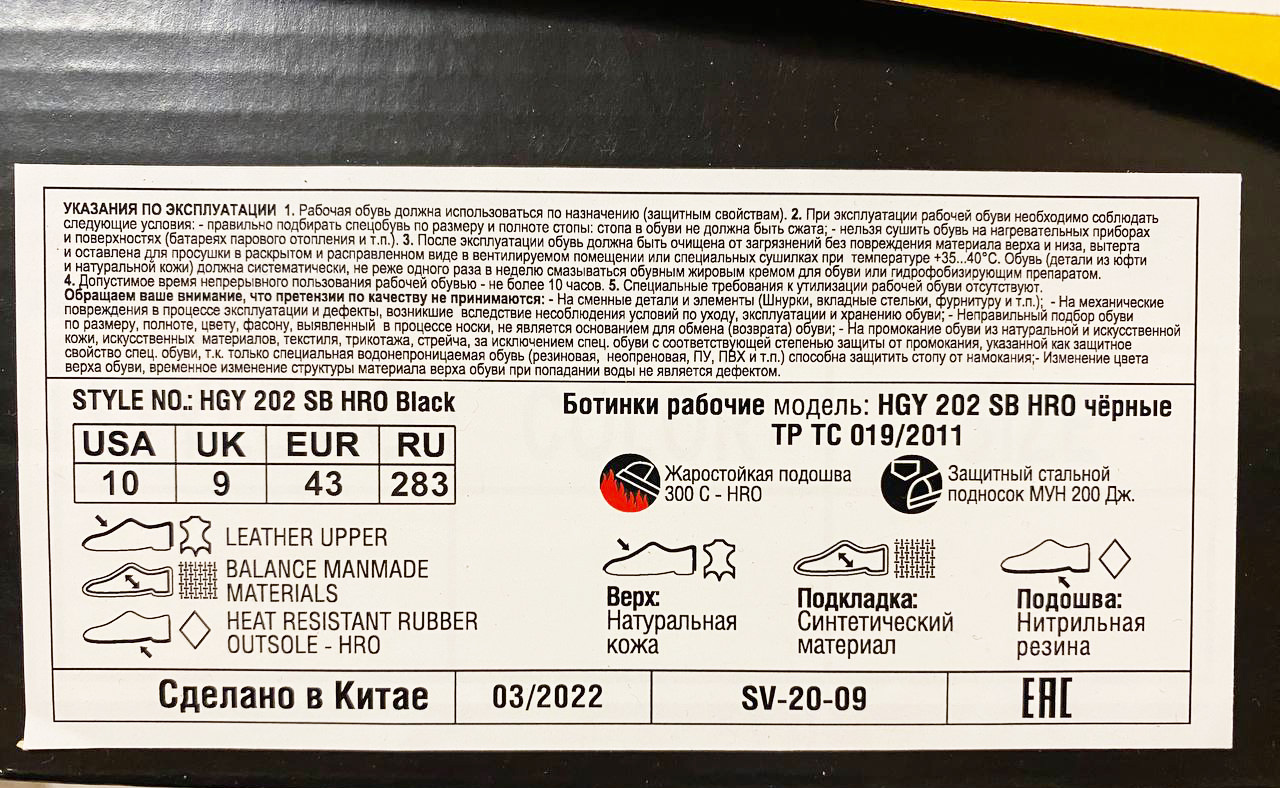 УКАЗАНИЯ ПО ЭКСПЛУАТАЦИИ 1. Рабочая обувь должна использоваться по назначению (защитным свойствам). 2. При эксплуатации рабочей обуви необходимо соблюдать
следующие условия: - правильно подбирать спецобувь по размеру и полноте стопы: стопа в обуви не должна быть сжата; - нельзя сушить обувь на нагревательных приборах
и поверхностях (батареях парового отопления и т.п.). 3. После эксплуатации обувь должна быть очищена от загрязнений без повреждения материала верха и низа, вытерта
и оставлена для просушки в раскрытом и расправленном виде в вентилируемом помещении или специальных сушилках при температуре +35...40°С. Обувь (детали из юфти
и натуральной кожи) должна систематически, не реже одного раза в неделю смазываться обувным жировым кремом для обуви или гидрофобизирующим препаратом.
4. Допустимое время непрерывного пользования рабочей обувью - не более 10 часов. 5. Специальные требования к утилизации рабочей обуви отсутствуют.
Обращаем ваше внимание, что претензии по качеству не принимаются: - На сменные детали и элементы (Шнурки, вкладные стельки, фурнитуру и т.п.); - На механические
повреждения в процессе эксплуатации и дефекты, возникшие вследствие несоблюдения условий по уходу, эксплуатации и хранению обуви; - Неправильный подбор обуви
по размеру, полноте, цвету, фасону, выявленный в процессе носки, не является основанием для обмена (возврата) обуви; - На промокание обуви из натуральной и искусственной
кожи, искусственных материалов, текстиля, трикотажа, стрейча, за исключением спец. обуви с соответствующей степенью защиты от промокания, указанной как защитное
свойство спец. обуви, т.к. только специальная водонепроницаемая обувь (резиновая, неопреновая, ПУ, ПВХ и т.п.) способна защитить стопу от намокания;- Изменение цвета
верха обуви, временное изменение структуры материала верха обуви при попадании воды не является дефектом.
STYLE NO.: HGY 202 SB HRO Black
USA UK EUR RU
10 9 43 283
LEATHER UPPER
BALANCE MANMADE
MATERIALS
HEAT RESISTANT RUBBER
OUTSOLE - HRO
Ботинки рабочие модель: HGY 202 SB HRO чёрные
ТР ТС 019/2011
Жаростойкая подошва
300 С - HRO
Защитный стальной
подносок МУН 200 Дж.
Верх:
Натуральная
кожа
Подкладка:
Синтетический
материал
Подошва:
Нитрильная
резина
Сделано в Китае
03/2022
SV-20-09
EAC